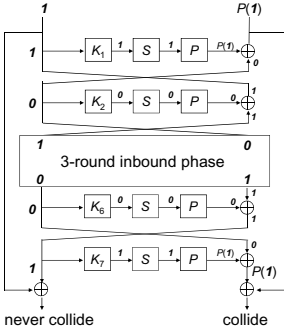 1 P(1)
1 K1 1 S 1 P P(1)
0
0 K2 0 S 0 P 0
1
1 1 0
3-round inbound phase
0 1
0 K6 0 S 0 P 0 1
1
0
1 K7 1 S 1 P P(1)
P(1)
never collide collide